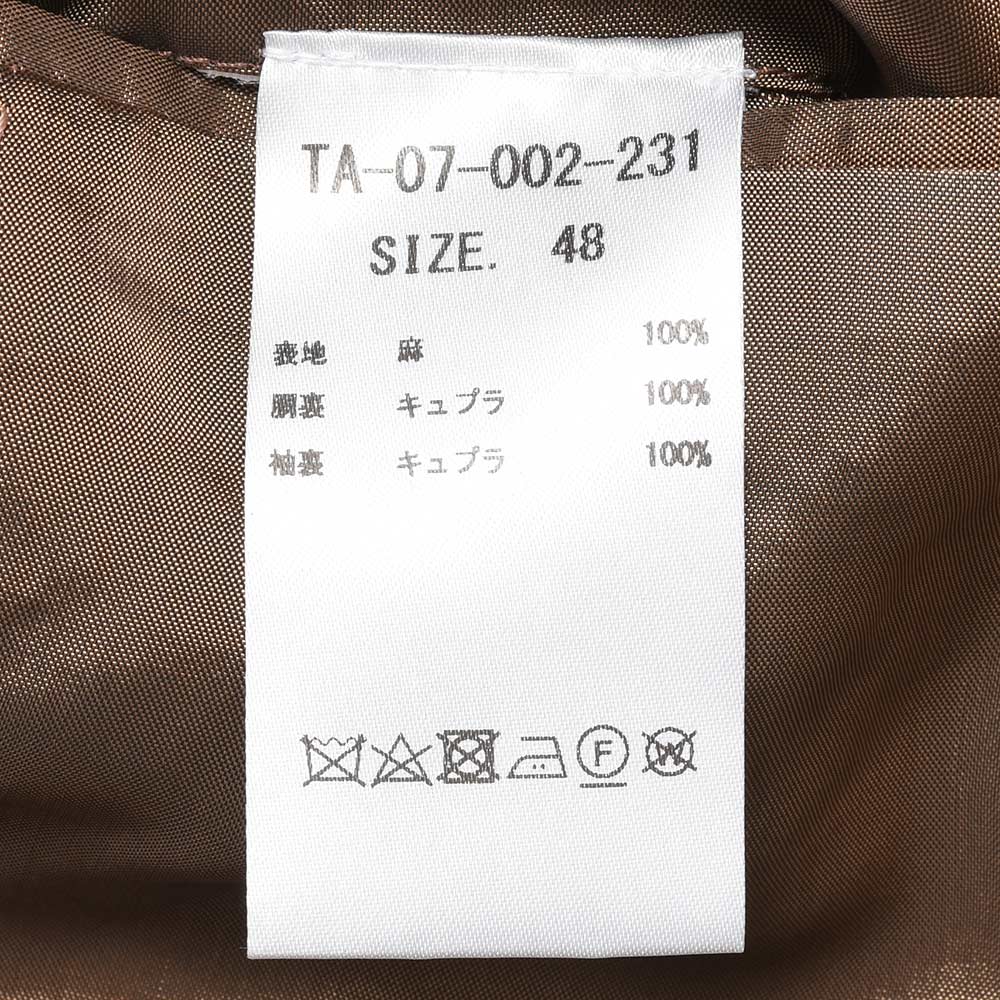 TA-07-002-231
SIZE. 48
表地 麻 100%
胴裏 キュプラ 100%
袖裏 キュプラ 100%
F W